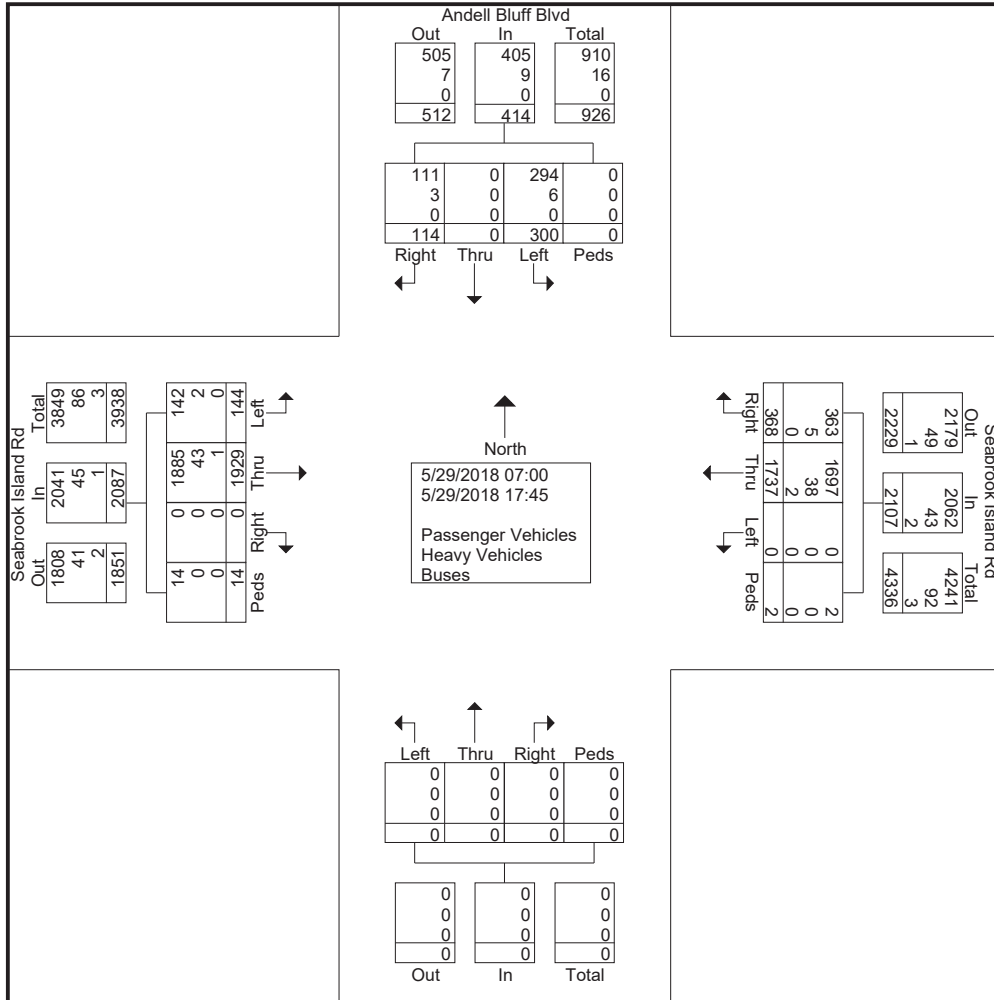 Andell Bluff Blvd
Out In Total
505 405 910
7 9 16
0 0 0
512 414 926
111 0 294 0
3 0 6 0
0 0 0 0
114 0 300 0
Right Thru Left Peds
Seabrook Island Rd
Total In Out
3849 2041 1808
86 45 41
3 1 2
3938 2087 1851
142 1885 0 14
2 43 0 0
0 1 0 0
144 1929 0 14
Left Thru Right Peds
North
5/29/2018 07:00
5/29/2018 17:45
Passenger Vehicles
Heavy Vehicles
Buses
Right Thru Left Peds
363 1697 0 2
5 38 0 0
0 2 0 0
368 1737 0 2
Seabrook Island Rd
Out In Total
2179 2062 4241
49 43 92
1 2 3
2229 2107 4336
Left Thru Right Peds
0 0 0 0
0 0 0 0
0 0 0 0
0 0 0 0
0 0 0
0 0 0
0 0 0
0 0 0
Out In Total